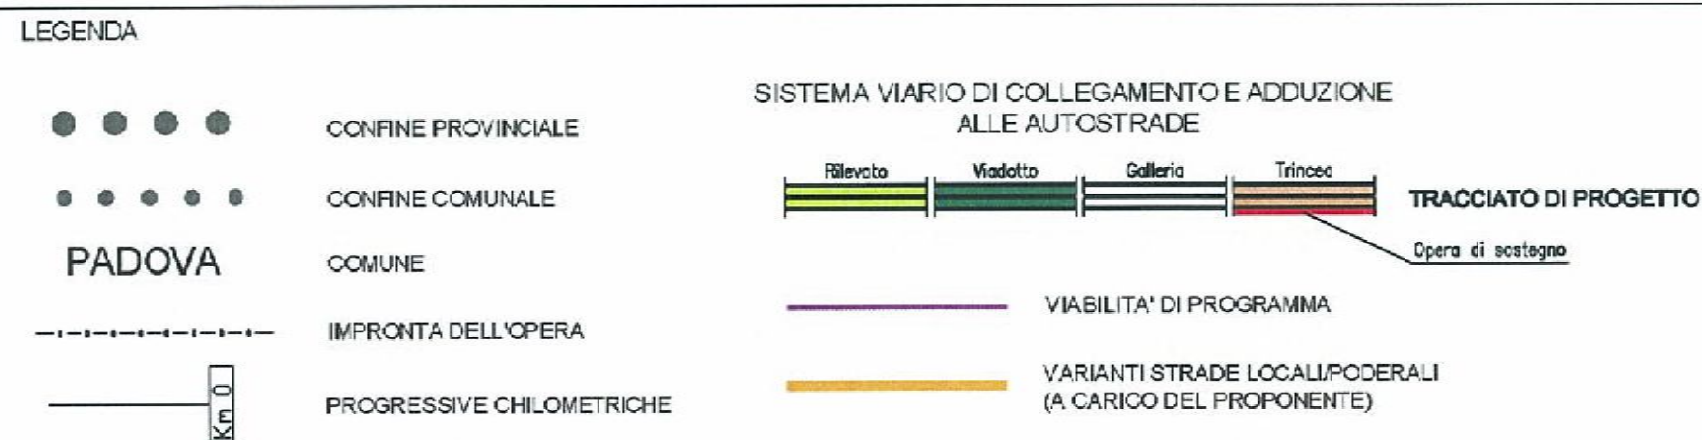 LEGENDA
CONFINE PROVINCIALE
CONFINE COMUNALE
PADOVA
COMUNE
IMPRONTA DELL'OPERA
Km 0
PROGRESSIVE CHILOMETRICHE
SISTEMA VIARIO DI COLLEGAMENTO E ADDUZIONE
ALLE AUTOSTRADE
Rilevato
Viadotto
Galleria
Trincea
TRACCIATO DI PROGETTO
Opera di sostegno
VIABILITA' DI PROGRAMMA
VARIANTI STRADE LOCALI/PODERALI
(A CARICO DEL PROPONENTE)